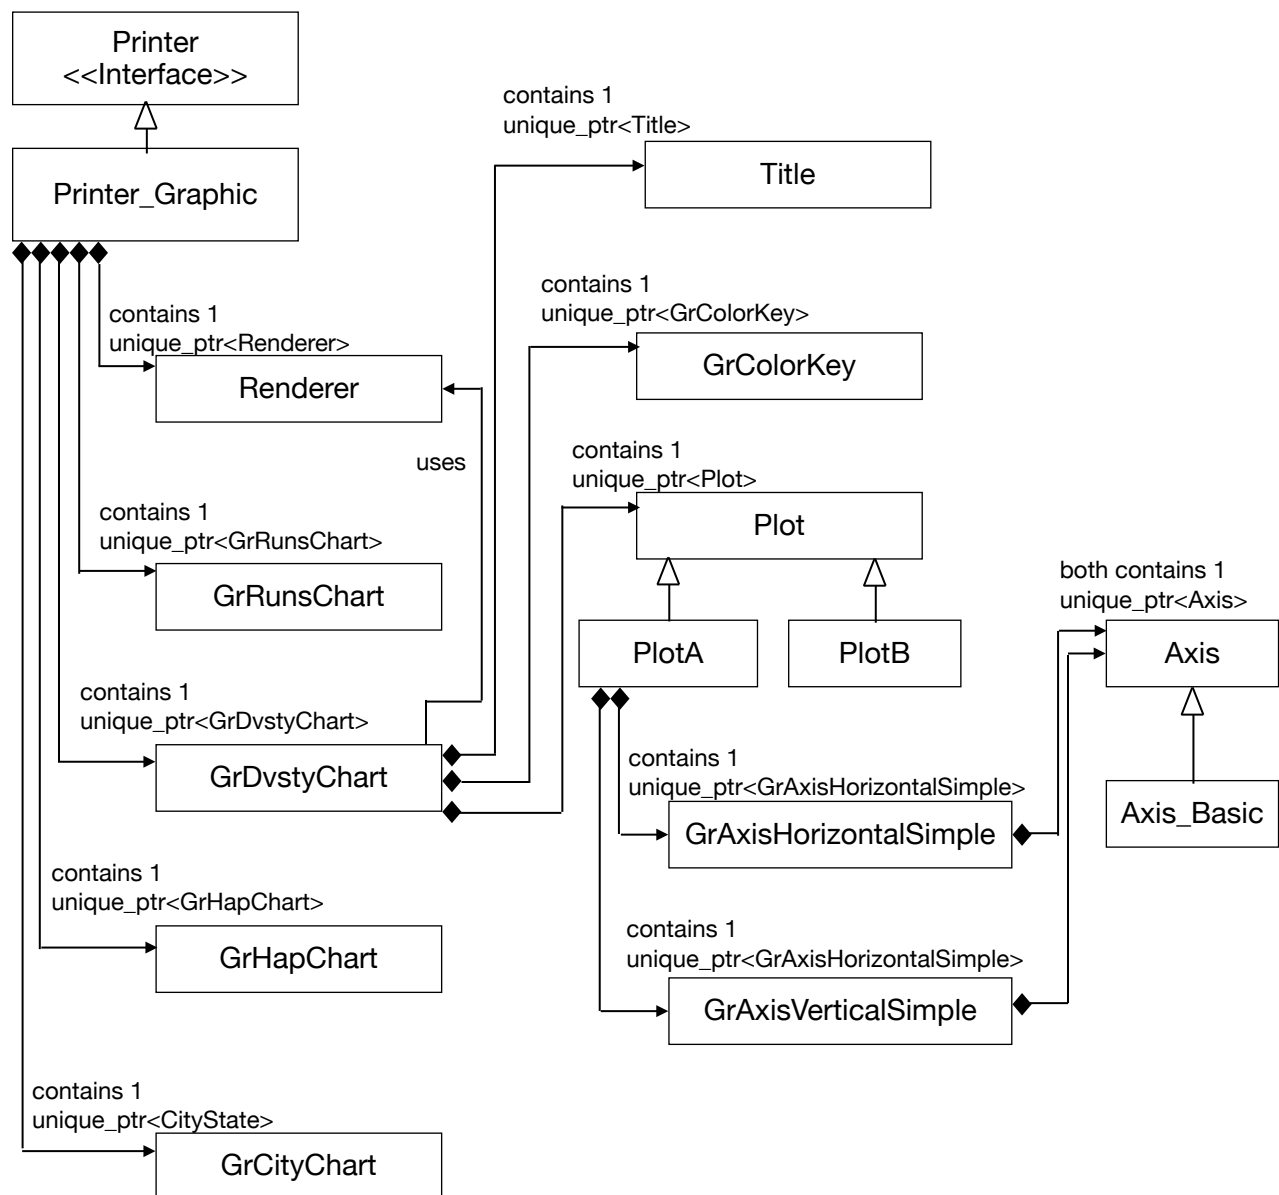 Printer
<<Interface>>
Printer_Graphic
contains 1
unique_ptr<Title>
Title
contains 1
unique_ptr<Renderer>
Renderer
contains 1
unique_ptr<GrColorKey>
GrColorKey
uses
contains 1
unique_ptr<Plot>
Plot
contains 1
unique_ptr<GrRunsChart>
GrRunsChart
PlotA
PlotB
both contains 1
unique_ptr<Axis>
Axis
contains 1
unique_ptr<GrDvstyChart>
GrDvstyChart
contains 1
unique_ptr<GrAxisHorizontalSimple>
GrAxisHorizontalSimple
Axis_Basic
contains 1
unique_ptr<GrHapChart>
GrHapChart
contains 1
unique_ptr<GrAxisHorizontalSimple>
GrAxisVerticalSimple
contains 1
unique_ptr<CityState>
GrCityChart